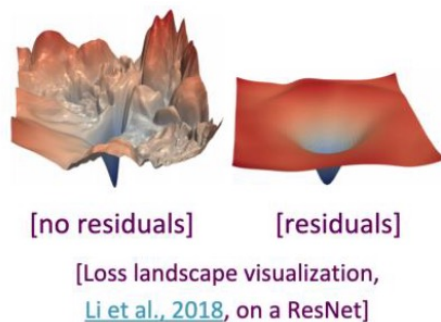 [no residuals] [residuals]
[Loss landscape visualization,
Li et al., 2018, on a ResNet]